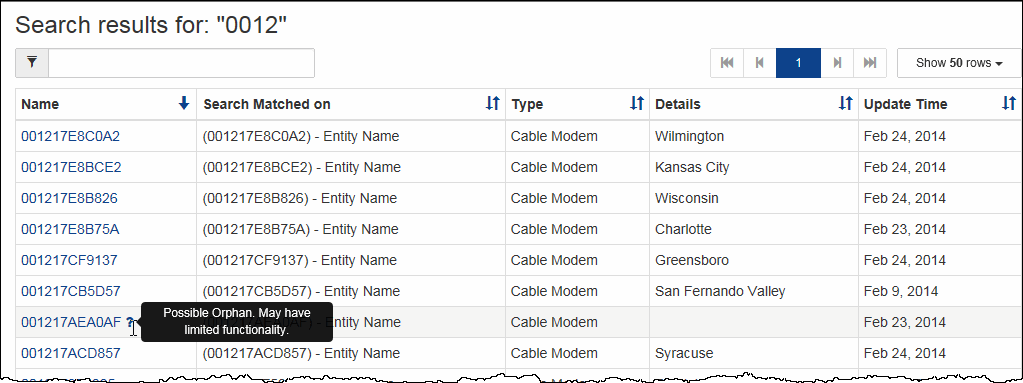 Search results for: "0012"
1 Show 50 rows
Name Search Matched on Type Details Update Time
001217E8C0A2 (001217E8C0A2) - Entity Name Cable Modem Wilmington Feb 24, 2014
001217E8BCE2 (001217E8BCE2) - Entity Name Cable Modem Kansas City Feb 24, 2014
001217E8B826 (001217E8B826) - Entity Name Cable Modem Wisconsin Feb 24, 2014
001217E8B75A (001217E8B75A) - Entity Name Cable Modem Charlotte Feb 23, 2014
001217CF9137 (001217CF9137) - Entity Name Cable Modem Greensboro Feb 24, 2014
001217CB5D57 (001217CB5D57) - Entity Name Cable Modem San Fernando Valley Feb 9, 2014
Possible Orphan. May have
limited functionality.
001217AEA0AF ? Entity Name Cable Modem Feb 23, 2014
001217ACD857 (001217ACD857) - Entity Name Cable Modem Syracuse Feb 24, 2014